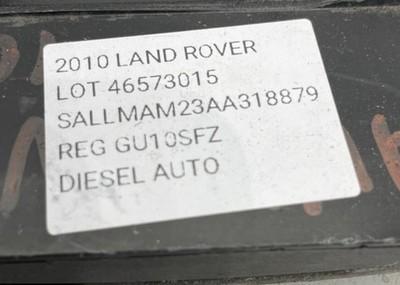 2010 LAND ROVER
LOT 46573015
SALLMAM23AA318879
REG GU10SFZ
DIESEL AUTO